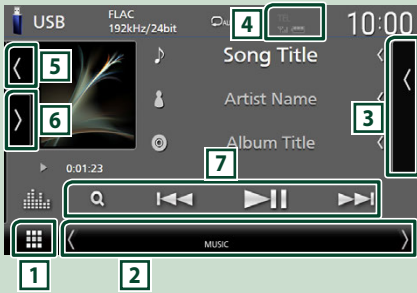 USB
FLAC
192kHz/24bit
4
10:00
5
Song Title
6
Artist Name
3
Album Title
7
0:01:23
MUSIC
1
2